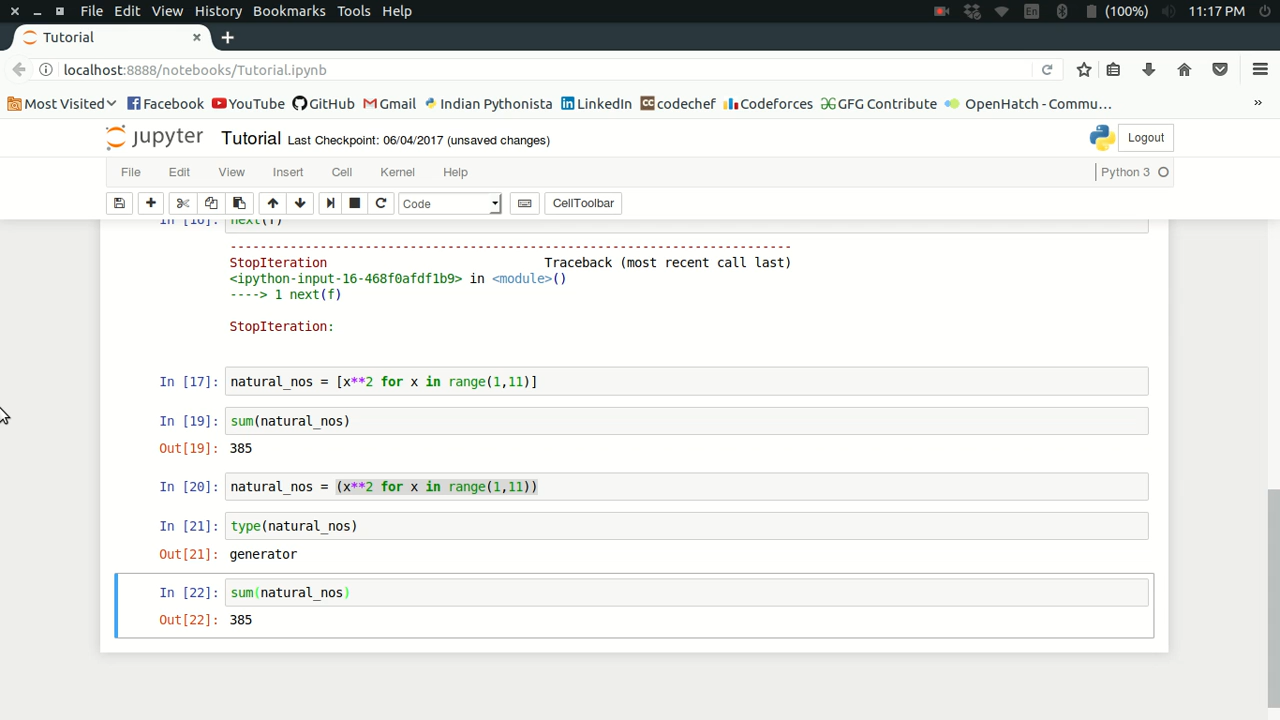 File Edit View History Bookmarks Tools Help En (100%) 11:17 PM
Tutorial
localhost:8888/notebooks/Tutorial.ipynb
Most Visited Facebook YouTube GitHub Gmail Indian Pythonista LinkedIn codechef Codeforces GFG Contribute OpenHatch - Commu... »
jupyter Tutorial Last Checkpoint: 06/04/2017 (unsaved changes) Logout
File Edit View Insert Cell Kernel Help Python 3
Code CellToolbar
In [16]: next(f)
---------------------------------------------------------------------------
StopIteration Traceback (most recent call last)
<ipython-input-16-468f0afdf1b9> in <module>()
----> 1 next(f)
StopIteration:
In [17]: natural_nos = [x**2 for x in range(1,11)]
In [19]: sum(natural_nos)
Out[19]: 385
In [20]: natural_nos = (x**2 for x in range(1,11))
In [21]: type(natural_nos)
Out[21]: generator
In [22]: sum(natural_nos)
Out[22]: 385